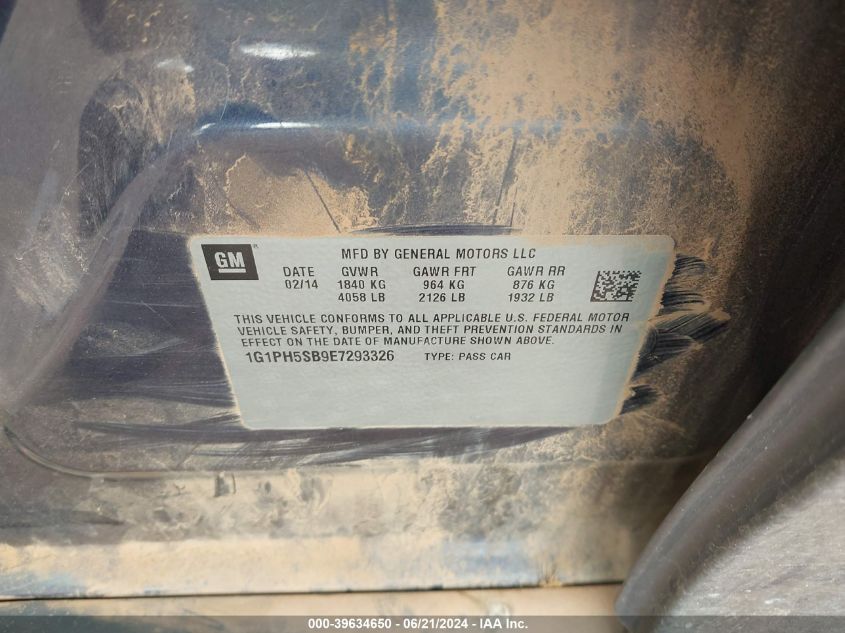 GM®
MFD BY GENERAL MOTORS LLC
DATE GVWR GAWR FRT GAWR RR
02/14 1840 KG 964 KG 876 KG
4058 LB 2126 LB 1932 LB
THIS VEHICLE CONFORMS TO ALL APPLICABLE U.S. FEDERAL MOTOR
VEHICLE SAFETY, BUMPER, AND THEFT PREVENTION STANDARDS IN
EFFECT ON THE DATE OF MANUFACTURE SHOWN ABOVE.
1G1PH5SB9E7293326 TYPE: PASS CAR
000-39634650 - 06/21/2024 - IAA Inc.